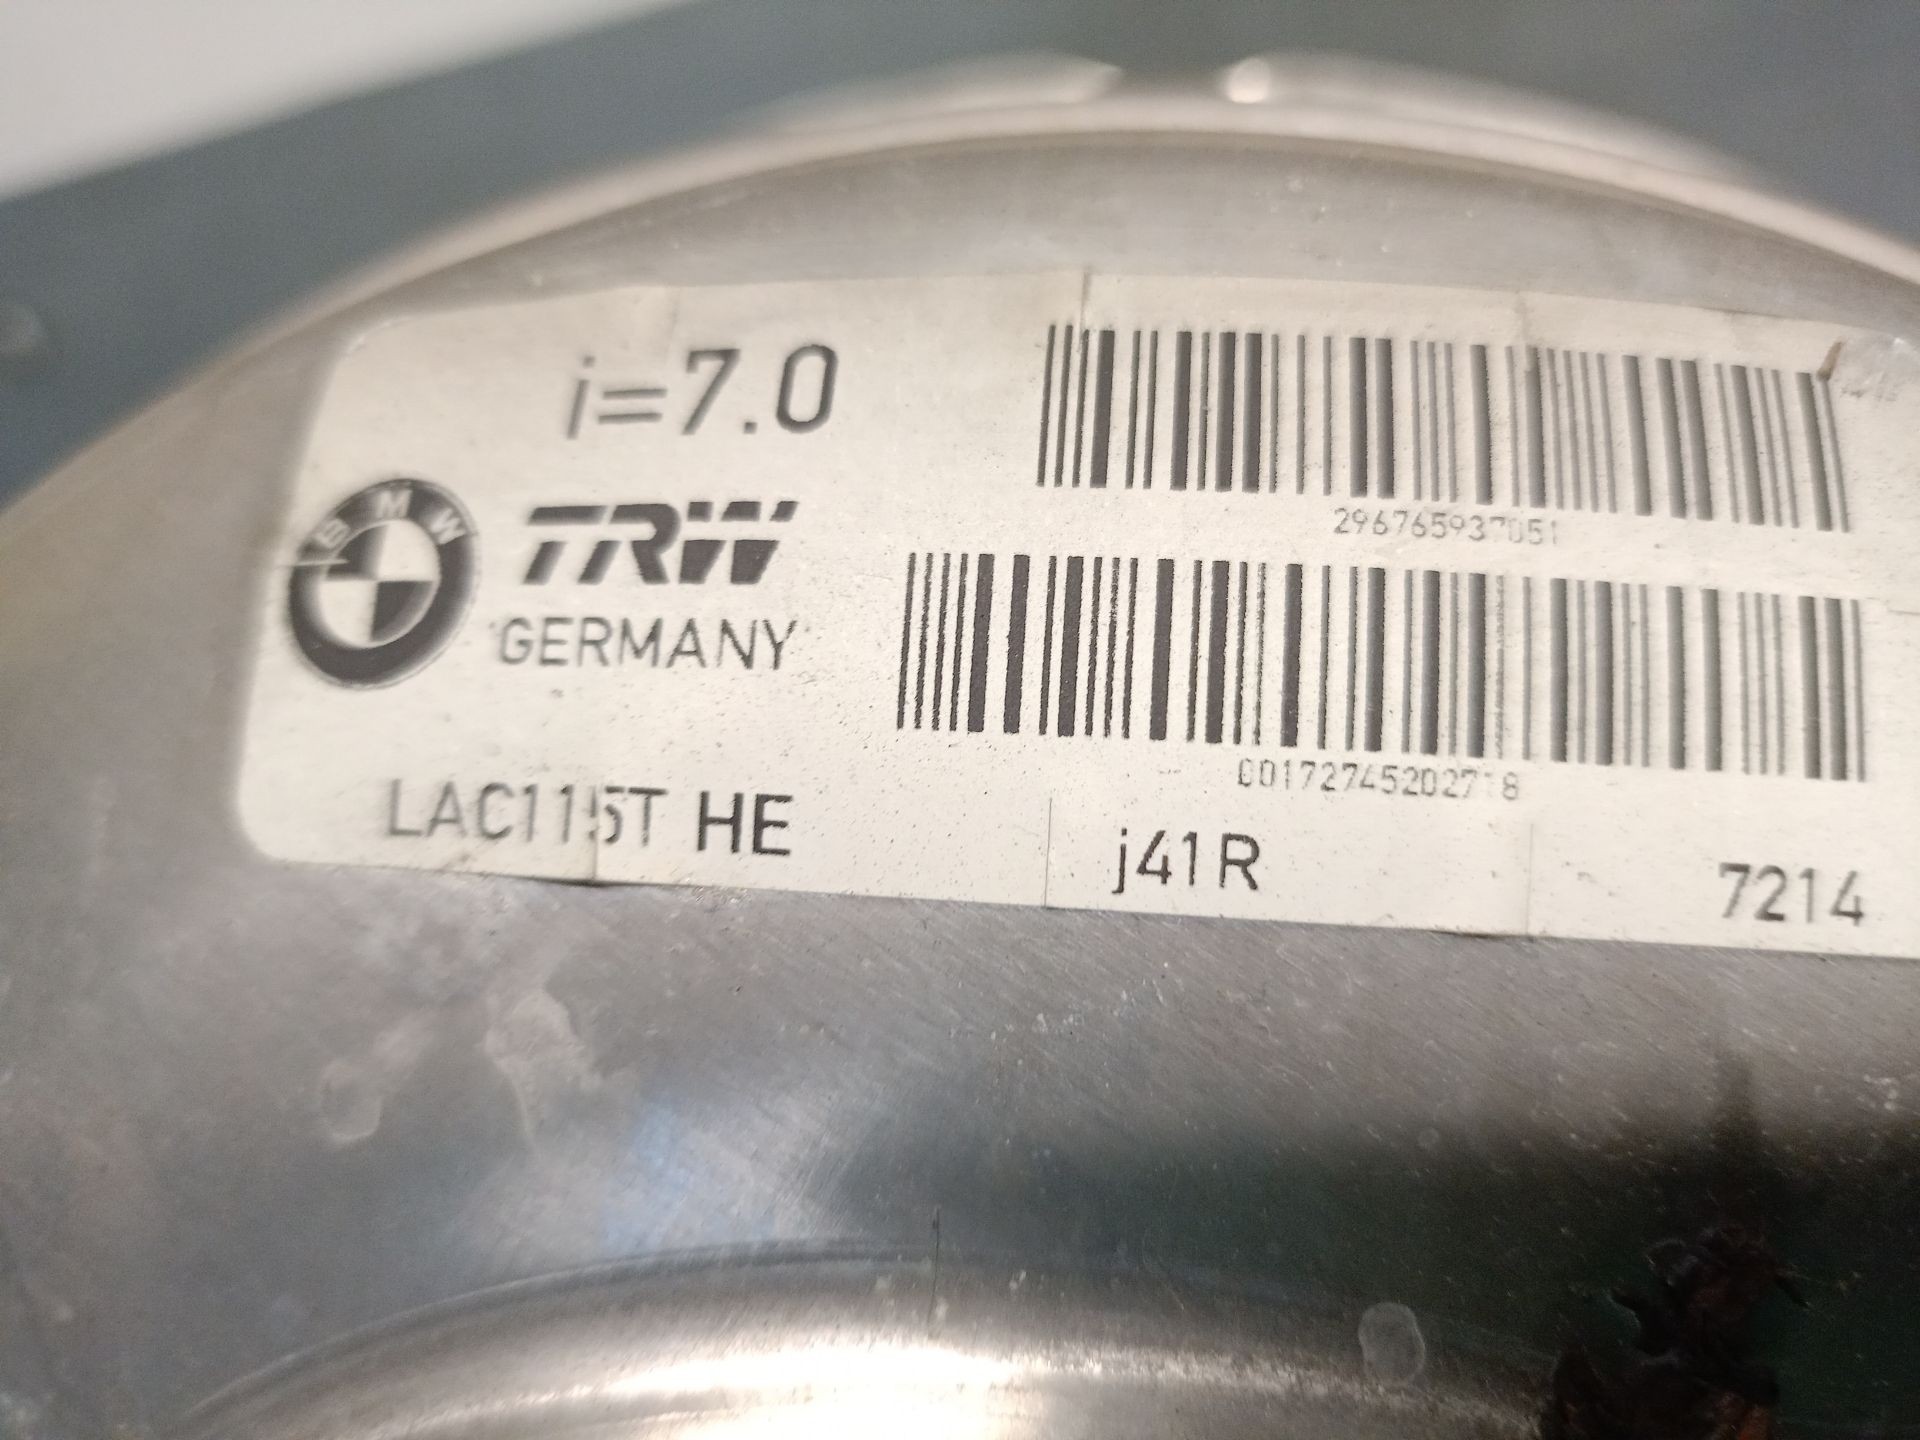 i=7.0
296765937051
BMW
TRW
GERMANY
00172745202718
LAC115T HE
j41R
7214